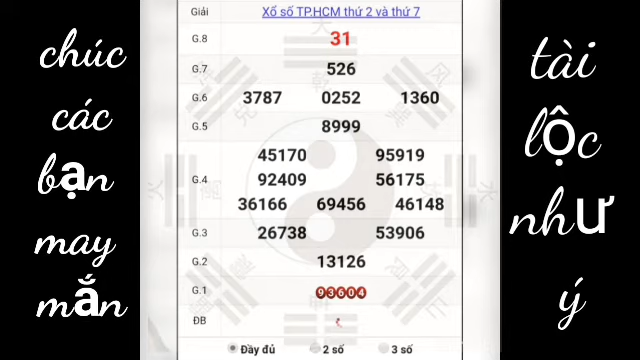 chúc
các
bạn
may
mắn
Giải Xổ số TP.HCM thứ 2 và thứ 7
G.8 31
G.7 526
G.6 3787 0252 1360
G.5 8999
45170 95919
G.4 92409 56175
36166 69456 46148
G.3 26738 53906
G.2 13126
G.1 93604
ĐB
Đầy đủ 2 số 3 số
tài
lộc
như
ý